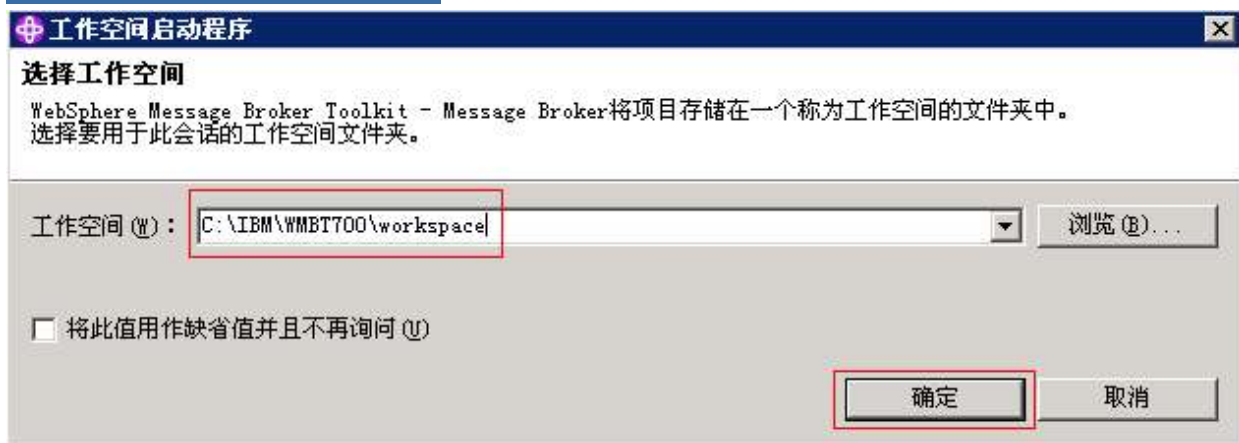 工作空间启动程序
选择工作空间
WebSphere Message Broker Toolkit - Message Broker将项目存储在一个称为工作空间的文件夹中。
选择要用于此会话的工作空间文件夹。
工作空间(W)： C:\IBM\WMBT700\workspace 浏览(B)...
将此值用作缺省值并且不再询问(U)
确定 取消